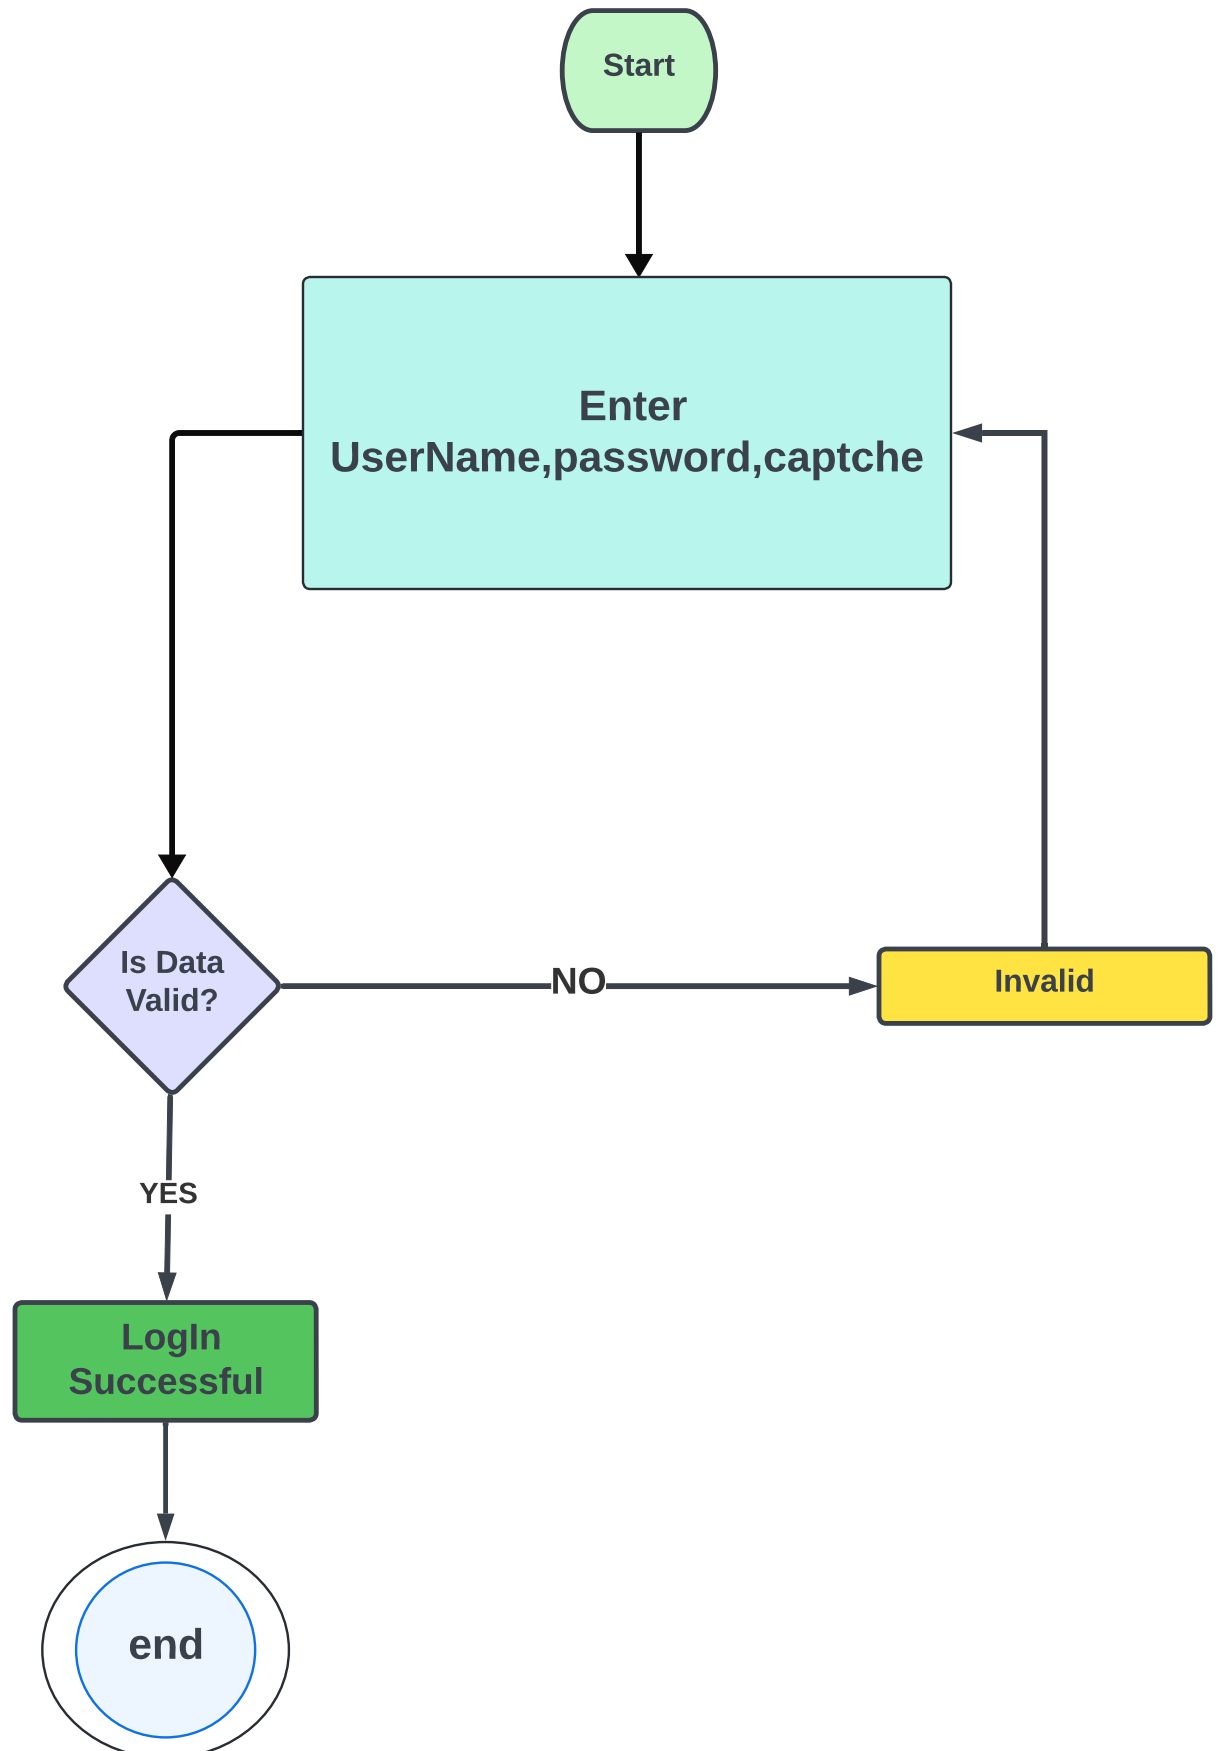 Start
Enter
UserName,password,captche
Is Data
Valid?
NO
Invalid
YES
LogIn
Successful
end